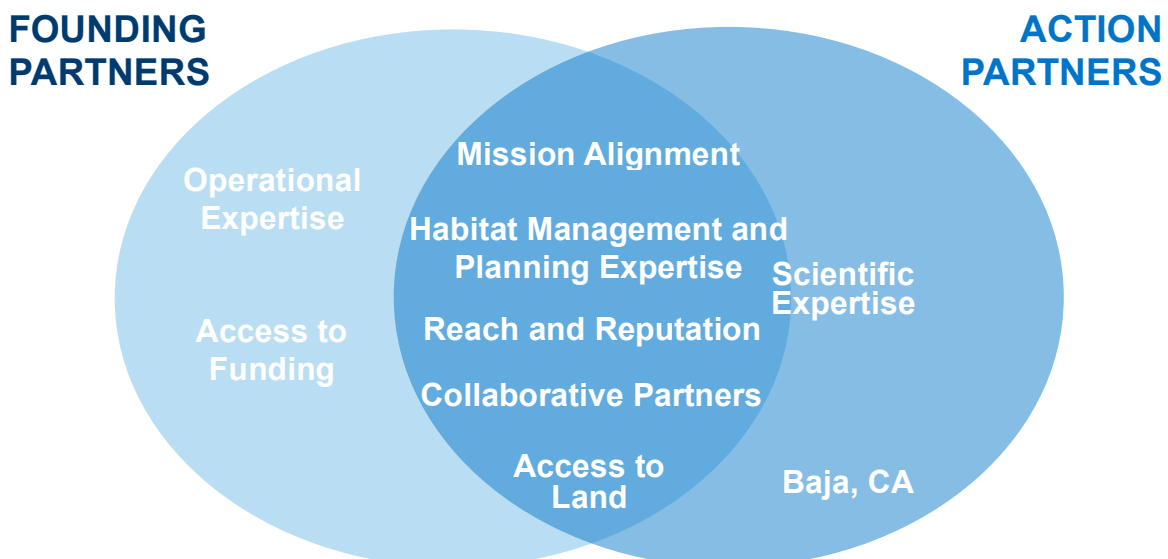 FOUNDING
PARTNERS
ACTION
PARTNERS
Operational
Expertise
Access to
Funding
Mission Alignment
Habitat Management and
Planning Expertise
Reach and Reputation
Collaborative Partners
Access to
Land
Scientific
Expertise
Baja, CA